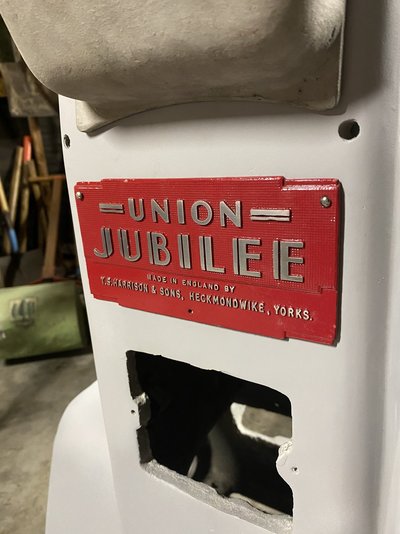 UNION
JUBILEE
MADE IN ENGLAND BY
T.S.HARRISON & SONS, HECKMONDWIKE, YORKS.